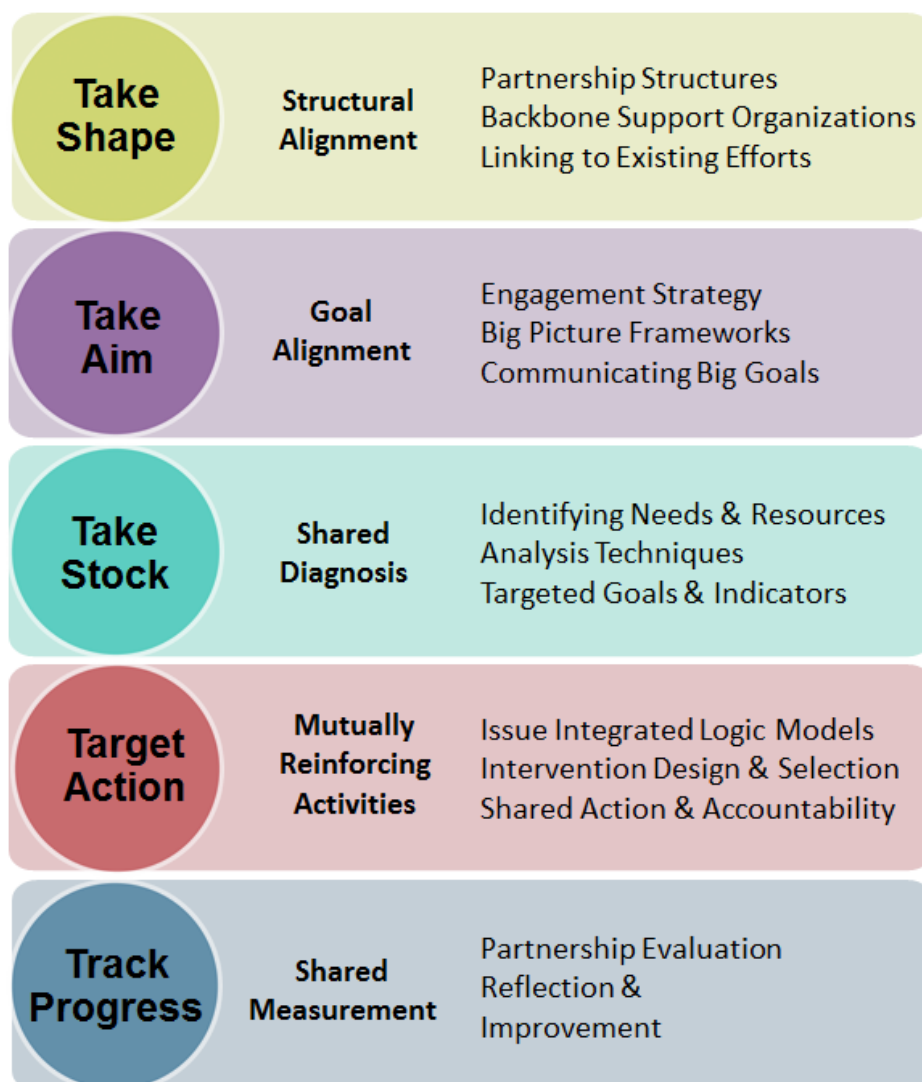 Take
Shape
Structural
Alignment
Partnership Structures
Backbone Support Organizations
Linking to Existing Efforts
Take
Aim
Goal
Alignment
Engagement Strategy
Big Picture Frameworks
Communicating Big Goals
Take
Stock
Shared
Diagnosis
Identifying Needs & Resources
Analysis Techniques
Targeted Goals & Indicators
Target
Action
Mutually
Reinforcing
Activities
Issue Integrated Logic Models
Intervention Design & Selection
Shared Action & Accountability
Track
Progress
Shared
Measurement
Partnership Evaluation
Reflection &
Improvement